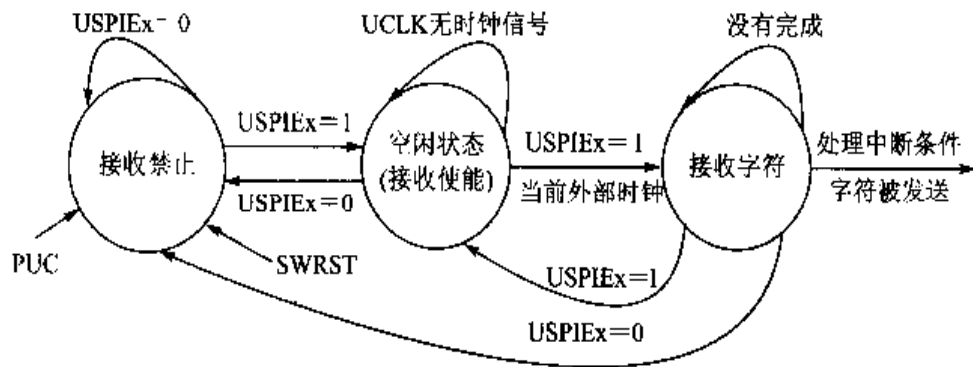 USPIEx=0
UCLK无时钟信号
没有完成
接收禁止
USPIEx=1
USPIEx=0
空闲状态
(接收使能)
USPIEx=1
当前外部时钟
接收字符
处理中断条件
字符被发送
PUC
SWRST
USPIEx=1
USPIEx=0